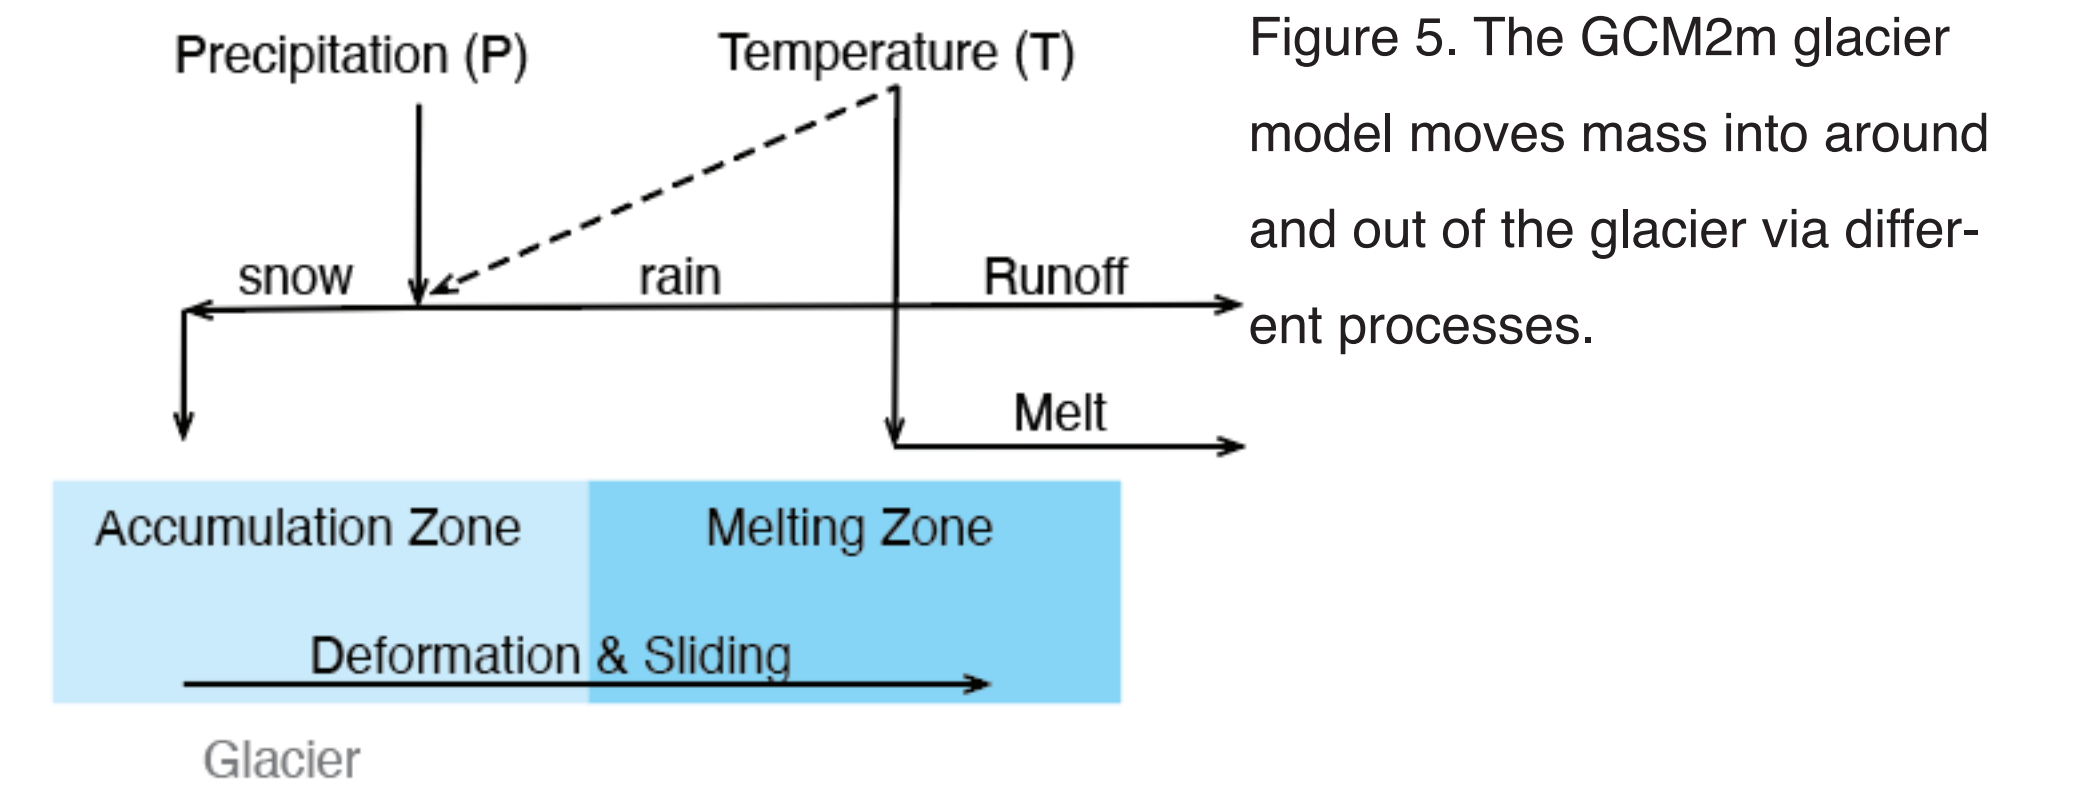 Precipitation (P)
Temperature (T)
snow
rain
Runoff
Melt
Accumulation Zone
Melting Zone
Deformation & Sliding
Glacier
Figure 5. The GCM2m glacier
model moves mass into around
and out of the glacier via differ-
ent processes.